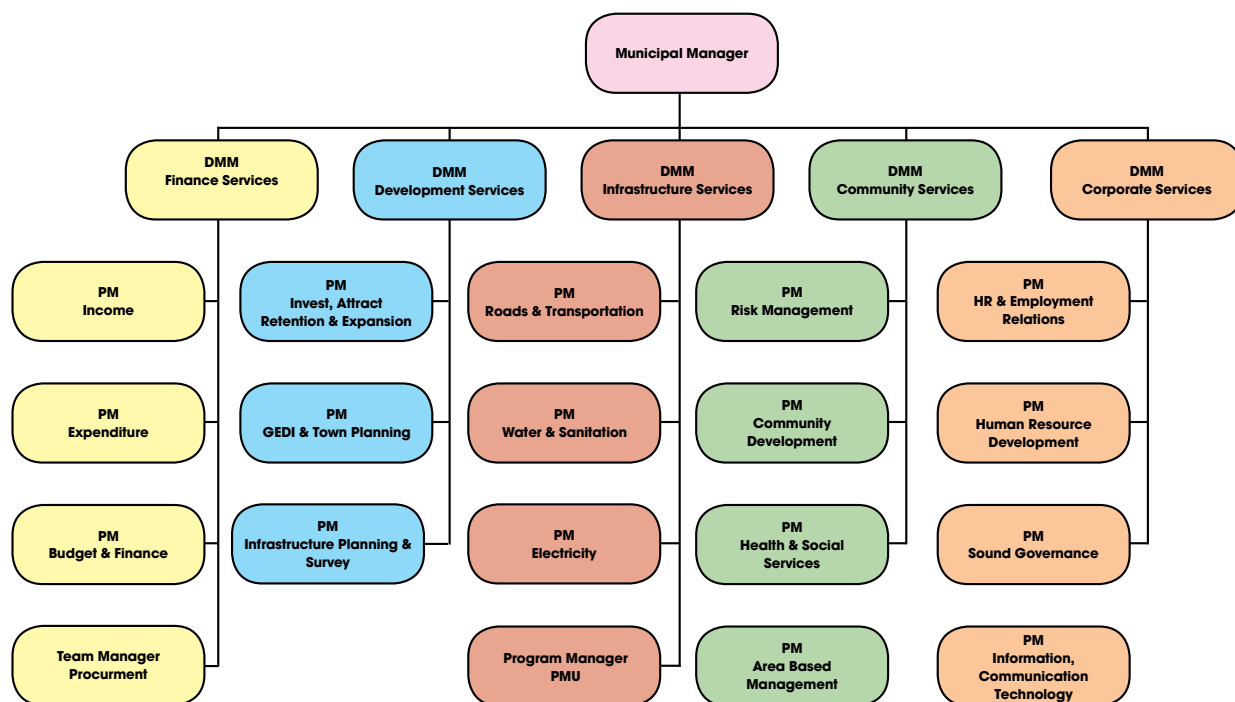 Municipal Manager
DMM
Finance Services
DMM
Development Services
DMM
Infrastructure Services
DMM
Community Services
DMM
Corporate Services
PM
Income
PM
Invest, Attract
Retention & Expansion
PM
Roads & Transportation
PM
Risk Management
PM
HR & Employment
Relations
PM
Expenditure
PM
GEDI & Town Planning
PM
Water & Sanitation
PM
Community
Development
PM
Human Resource
Development
PM
Budget & Finance
PM
Infrastructure Planning &
Survey
PM
Electricity
PM
Health & Social
Services
PM
Sound Governance
Team Manager
Procurment
Program Manager
PMU
PM
Area Based
Management
PM
Information,
Communication
Technology